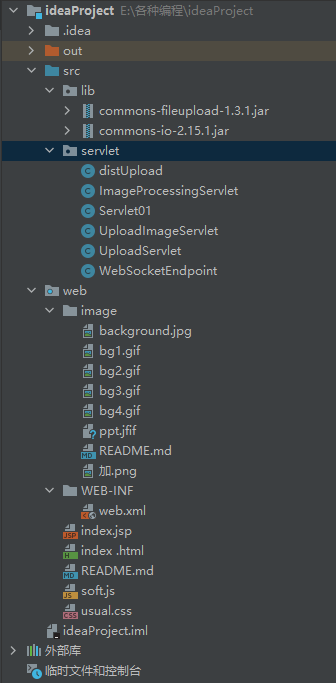 ideaProject E:\各种编程\ideaProject
.idea
out
src
lib
commons-fileupload-1.3.1.jar
commons-io-2.15.1.jar
servlet
distUpload
ImageProcessingServlet
Servlet01
UploadImageServlet
UploadServlet
WebSocketEndpoint
web
image
background.jpg
bg1.gif
bg2.gif
bg3.gif
bg4.gif
ppt.jfif
README.md
加.png
WEB-INF
web.xml
index.jsp
index .html
README.md
soft.js
usual.css
ideaProject.iml
外部库
临时文件和控制台